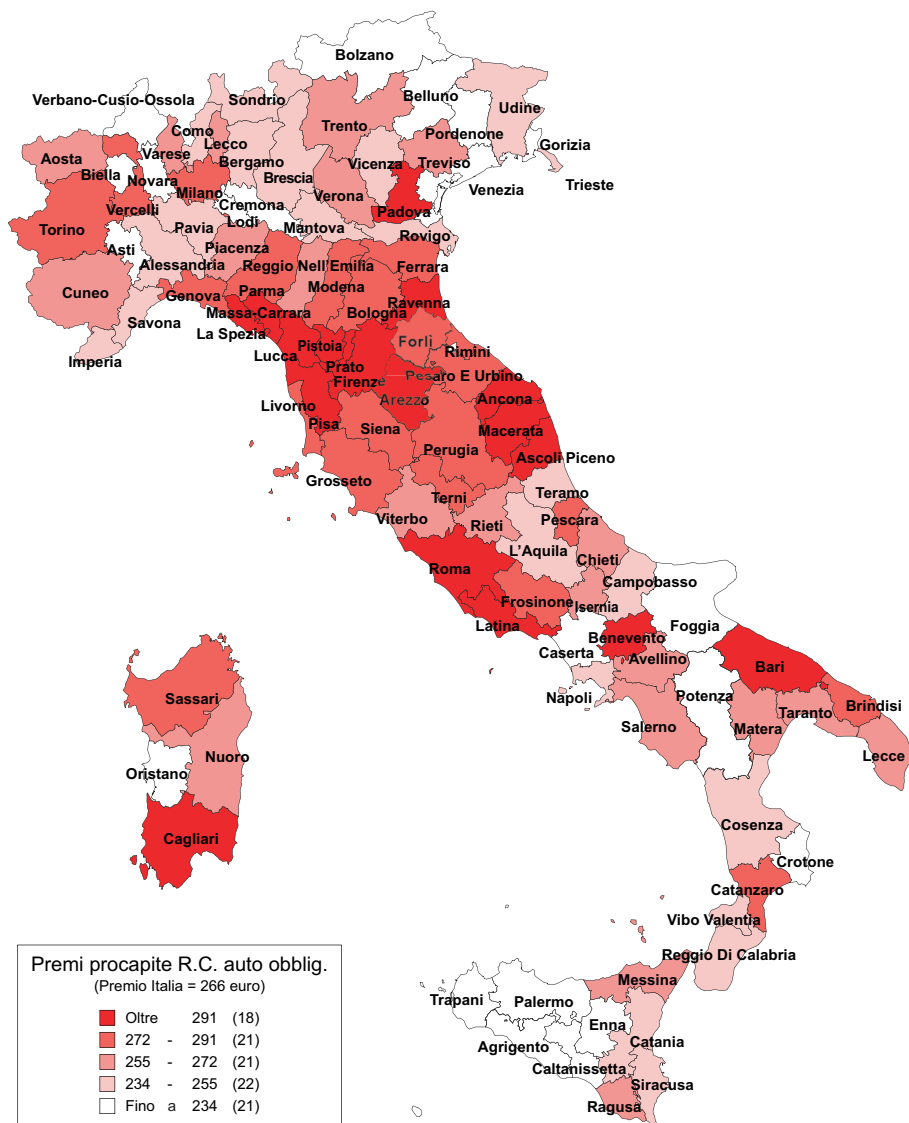 Bolzano
Verbano-Cusio-Ossola
Sondrio
Belluno
Udine
Como
Trento
Pordenone
Lecco
Gorizia
Aosta
Varese
Bergamo
Vicenza
Treviso
Biella
Novara
Milano
Brescia
Verona
Venezia
Trieste
Vercelli
Cremona
Padova
Lodi
Torino
Pavia
Mantova
Rovigo
Asti
Piacenza
Alessandria
Reggio
Nell'Emilia
Ferrara
Cuneo
Genova
Parma
Modena
Ravenna
Massa-Carrara
Bologna
Savona
La Spezia
Forlì
Imperia
Lucca
Pistoia
Rimini
Prato
Firenze
Pesaro E Urbino
Livorno
Arezzo
Ancona
Pisa
Siena
Macerata
Perugia
Ascoli Piceno
Grosseto
Terni
Teramo
Viterbo
Rieti
Pescara
L'Aquila
Chieti
Roma
Campobasso
Frosinone
Isernia
Latina
Foggia
Benevento
Caserta
Avellino
Bari
Sassari
Napoli
Potenza
Brindisi
Salerno
Matera
Taranto
Nuoro
Lecce
Oristano
Cosenza
Cagliari
Crotone
Catanzaro
Vibo Valentia
Reggio Di Calabria
Messina
Trapani
Palermo
Enna
Catania
Agrigento
Caltanissetta
Siracusa
Ragusa
Premi procapite R.C. auto obblig.
(Premio Italia = 266 euro)
Oltre 291 (18)
272 - 291 (21)
255 - 272 (21)
234 - 255 (22)
Fino a 234 (21)